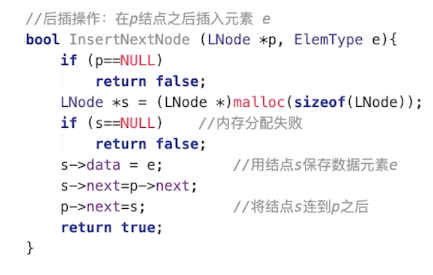 //后插操作：在p结点之后插入元素 e
bool InsertNextNode (LNode *p, ElemType e){
    if (p==NULL)
        return false;
    LNode *s = (LNode *)malloc(sizeof(LNode));
    if (s==NULL)    //内存分配失败
        return false;
    s->data = e;        //用结点s保存数据元素e
    s->next=p->next;
    p->next=s;          //将结点s连到p之后
    return true;
}